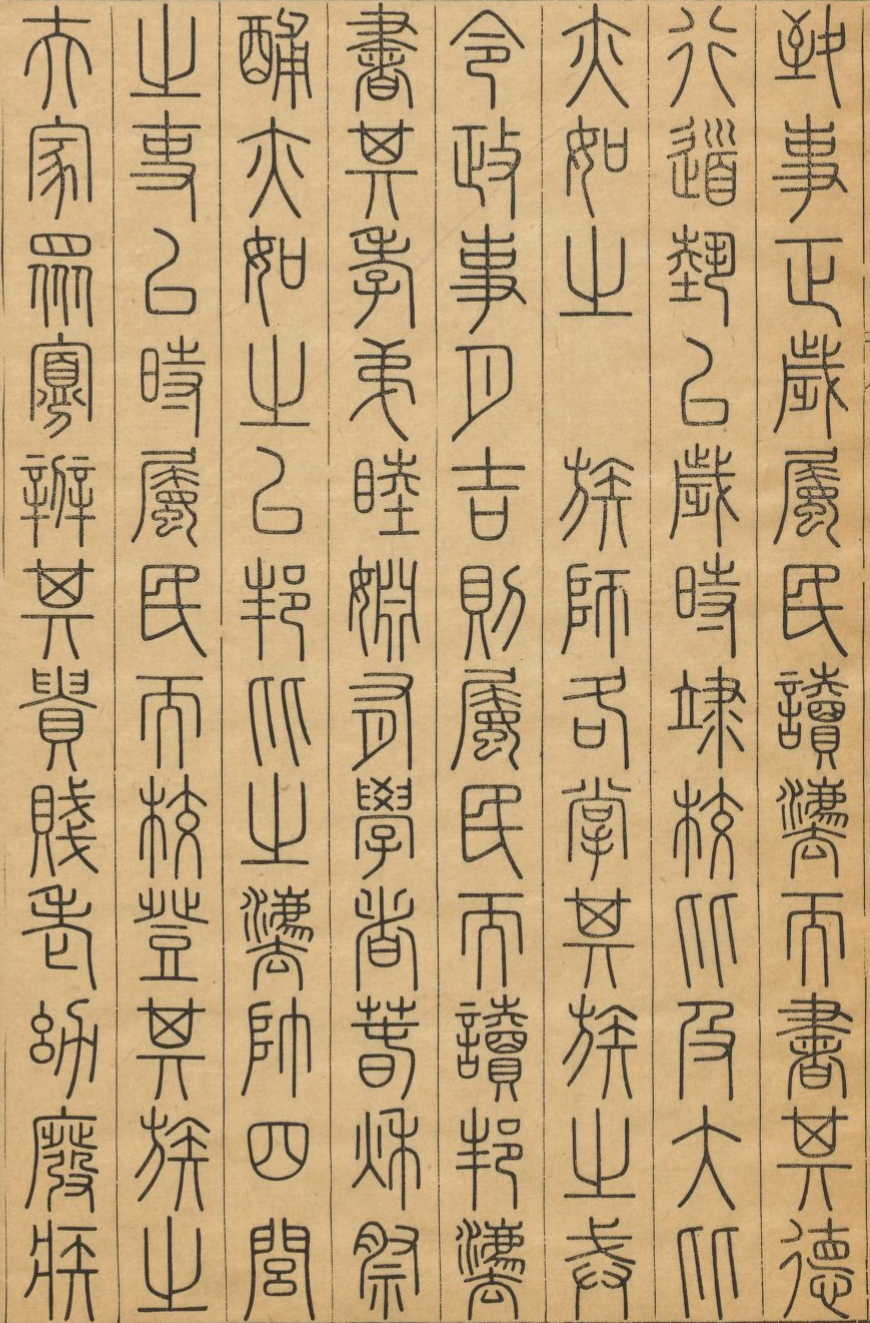 執事正歲屬民讀灋而書其德
行道埶以歲時𥩳校比及大比
亦如之　族師各掌其族之戒
令政事月吉則屬民而讀邦灋
書其孝弟睦婣有學者春秋祭
酺亦如之以邦比之灋帥四閭
之吏以時屬民而校登其族之
夫家眾寡辨其貴賤老幼廢疾